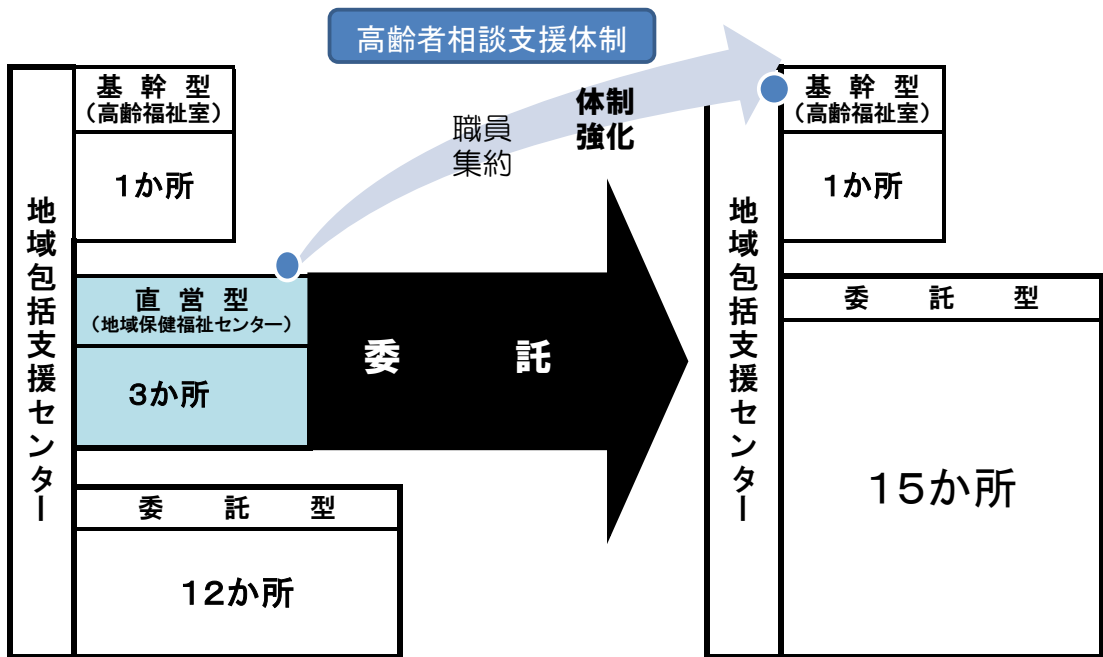 高齢者相談支援体制
地域包括支援センター
基幹型
（高齢福祉室）
1か所
直営型
（地域保健福祉センター）
3か所
委託型
12か所
職員
集約
体制
強化
委託
地域包括支援センター
基幹型
（高齢福祉室）
1か所
委託型
15か所